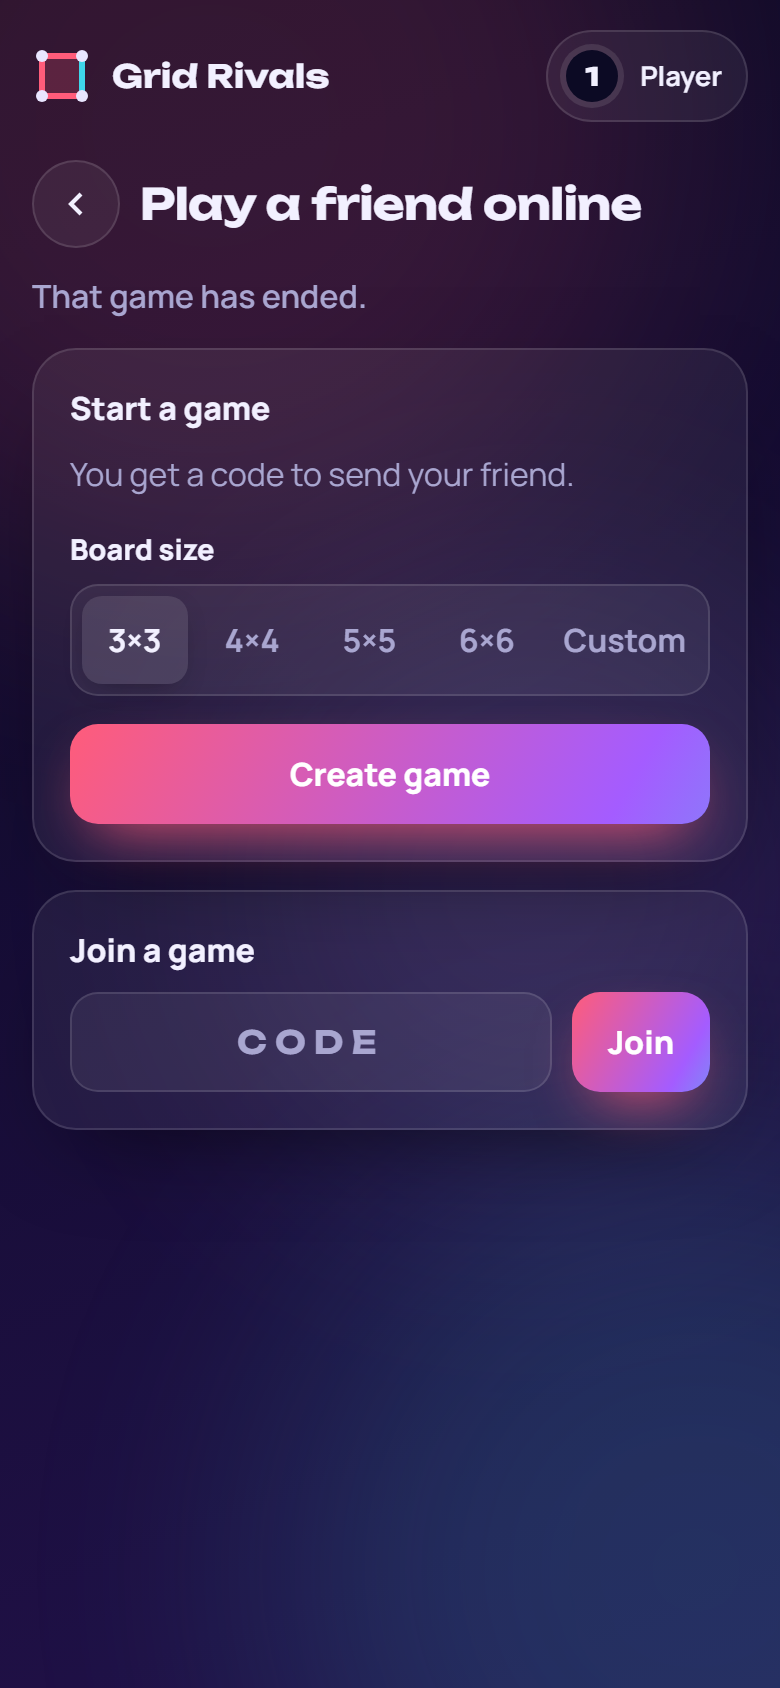 Grid Rivals
1 Player
Play a friend online
That game has ended.
Start a game
You get a code to send your friend.
Board size
3×3 4×4 5×5 6×6 Custom
Create game
Join a game
CODE Join